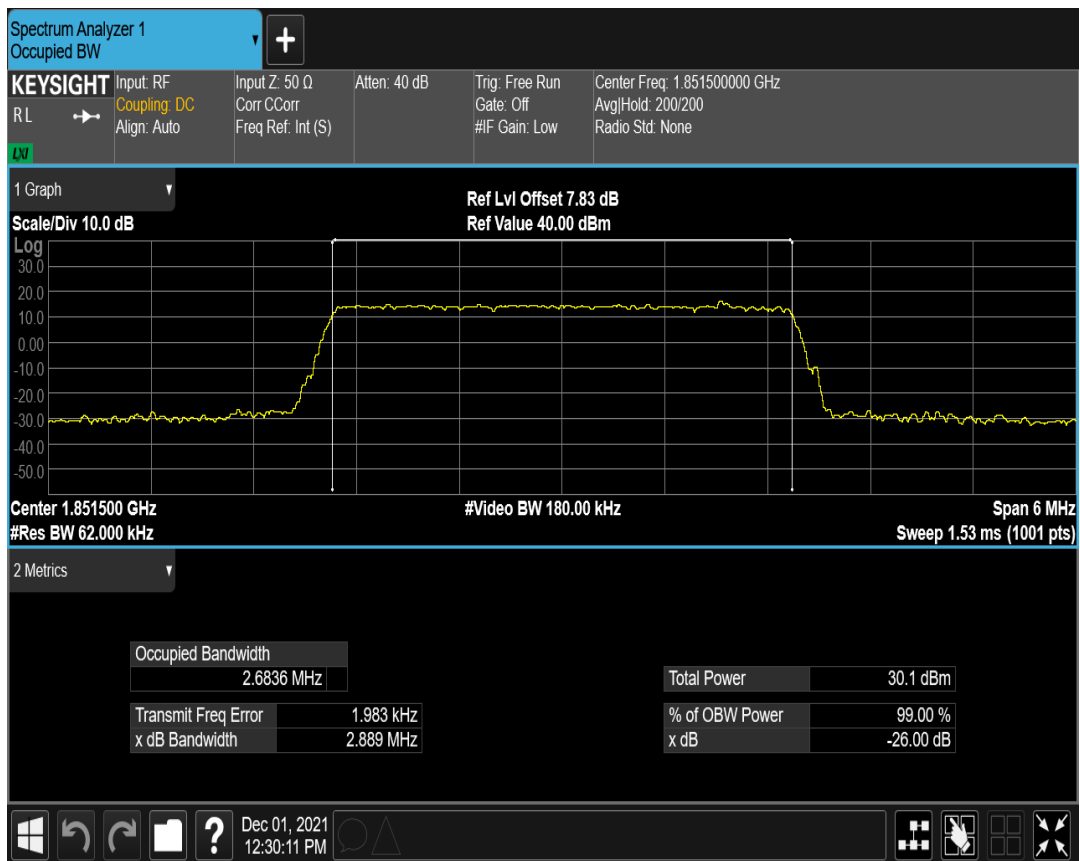 Spectrum Analyzer 1
Occupied BW
+
KEYSIGHT
RL
LXI
Input: RF
Coupling: DC
Align: Auto
Input Z: 50 Ω
Corr CCorr
Freq Ref: Int (S)
Atten: 40 dB
Trig: Free Run
Gate: Off
#IF Gain: Low
Center Freq: 1.851500000 GHz
Avg|Hold: 200/200
Radio Std: None
1 Graph
Scale/Div 10.0 dB
Ref Lvl Offset 7.83 dB
Ref Value 40.00 dBm
Log
30.0
20.0
10.0
0.00
-10.0
-20.0
-30.0
-40.0
-50.0
Center 1.851500 GHz
#Video BW 180.00 kHz
Span 6 MHz
#Res BW 62.000 kHz
Sweep 1.53 ms (1001 pts)
2 Metrics
Occupied Bandwidth
2.6836 MHz
Total Power 30.1 dBm
Transmit Freq Error 1.983 kHz
% of OBW Power 99.00 %
x dB Bandwidth 2.889 MHz
x dB -26.00 dB
?
Dec 01, 2021
12:30:11 PM